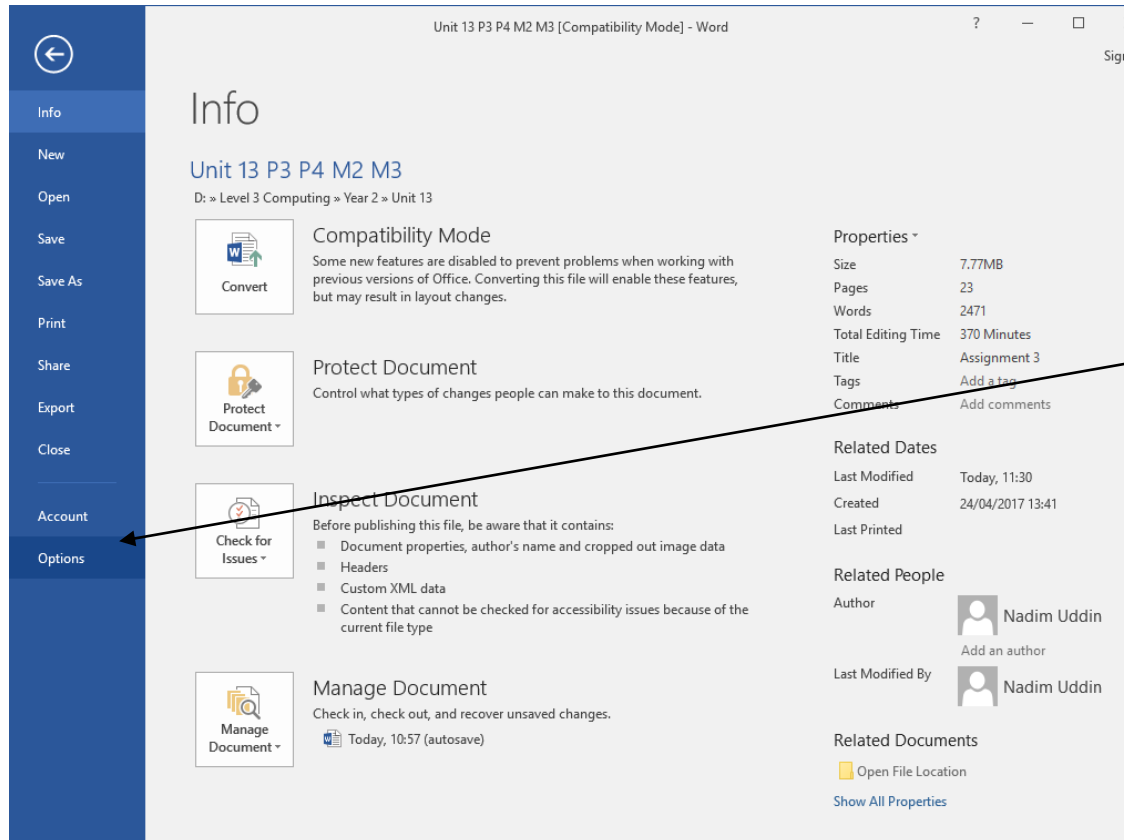 Unit 13 P3 P4 M2 M3 [Compatibility Mode] - Word
?
Sign
Info
New
Open
Save
Save As
Print
Share
Export
Close
Account
Options
Info
Unit 13 P3 P4 M2 M3
D: » Level 3 Computing » Year 2 » Unit 13
Convert
Compatibility Mode
Some new features are disabled to prevent problems when working with
previous versions of Office. Converting this file will enable these features,
but may result in layout changes.
Protect
Document
Protect Document
Control what types of changes people can make to this document.
Check for
Issues
Inspect Document
Before publishing this file, be aware that it contains:
Document properties, author's name and cropped out image data
Headers
Custom XML data
Content that cannot be checked for accessibility issues because of the
current file type
Manage
Document
Manage Document
Check in, check out, and recover unsaved changes.
Today, 10:57 (autosave)
Properties
Size 7.77MB
Pages 23
Words 2471
Total Editing Time 370 Minutes
Title Assignment 3
Tags Add a tag
Comments Add comments
Related Dates
Last Modified Today, 11:30
Created 24/04/2017 13:41
Last Printed
Related People
Author Nadim Uddin
Add an author
Last Modified By Nadim Uddin
Related Documents
Open File Location
Show All Properties